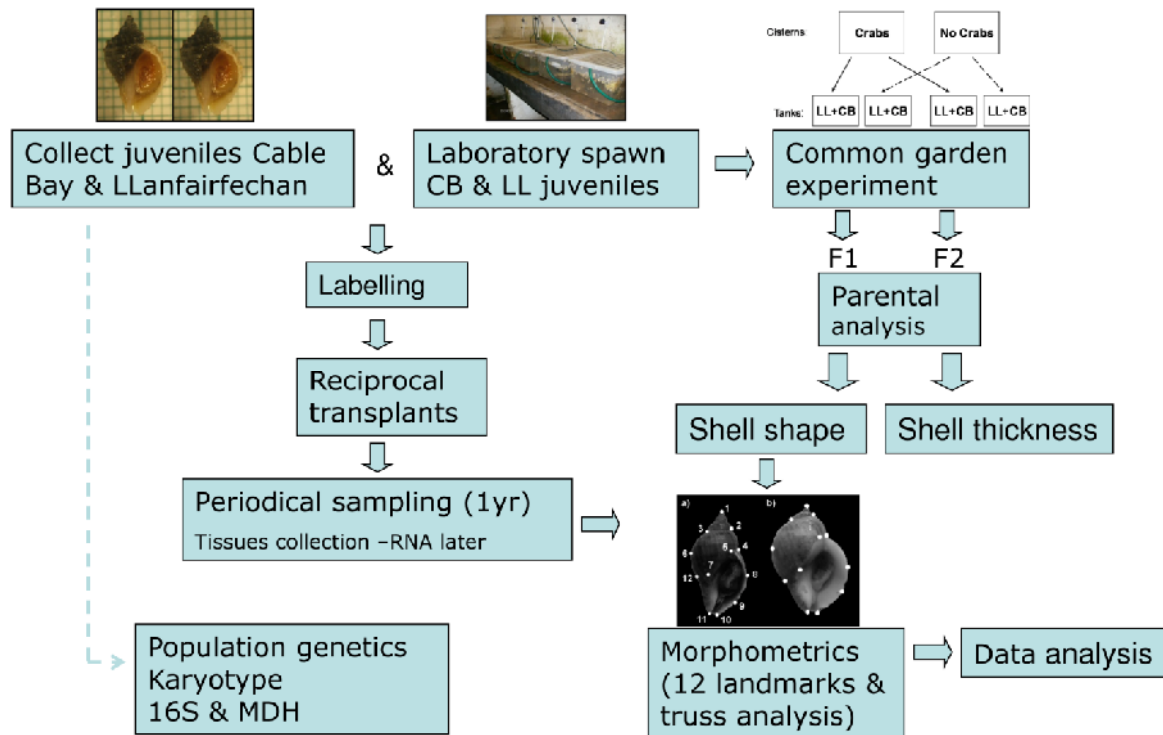 Cisterns:
Crabs
No Crabs
Tanks:
LL+CB
LL+CB
LL+CB
LL+CB
Collect juveniles Cable
Bay & LLanfairfechan
&
Laboratory spawn
CB & LL juveniles
Common garden
experiment
F1
F2
Labelling
Parental
analysis
Reciprocal
transplants
Shell shape
Shell thickness
Periodical sampling (1yr)
Tissues collection –RNA later
a)
b)
1
2
3
4
5
6
7
8
12
9
11
10
Population genetics
Karyotype
16S & MDH
Morphometrics
(12 landmarks &
truss analysis)
Data analysis